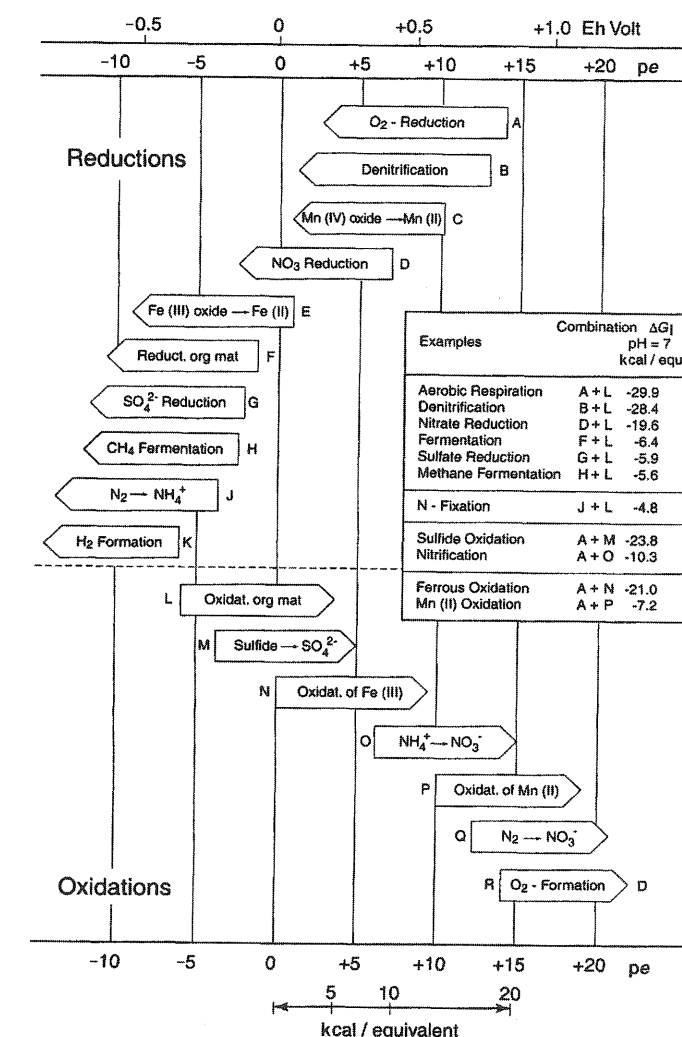 −0.5 0 +0.5 +1.0 Eh Volt
−10 −5 0 +5 +10 +15 +20 pe
O2 - Reduction A
Reductions
Denitrification B
Mn (IV) oxide →Mn (II) C
NO3 Reduction D
Fe (III) oxide → Fe (II) E
Reduct. org mat F
SO4 2- Reduction G
CH4 Fermentation H
N2 → NH4+ J
H2 Formation K
Examples Combination ΔG
pH = 7
kcal / equ
Aerobic Respiration A + L -29.9
Denitrification B + L -28.4
Nitrate Reduction D + L -19.6
Fermentation F + L -6.4
Sulfate Reduction G + L -5.9
Methane Fermentation H + L -5.6
N - Fixation J + L -4.8
Sulfide Oxidation A + M -23.8
Nitrification A + O -10.3
Ferrous Oxidation A + N -21.0
Mn (II) Oxidation A + P -7.2
L Oxidat. org mat
M Sulfide → SO4 2-
N Oxidat. of Fe (III)
O NH4+ → NO3-
P Oxidat. of Mn (II)
Q N2 → NO3-
Oxidations
R O2 - Formation D
−10 −5 0 +5 +10 +15 +20 pe
5 10 20
kcal / equivalent